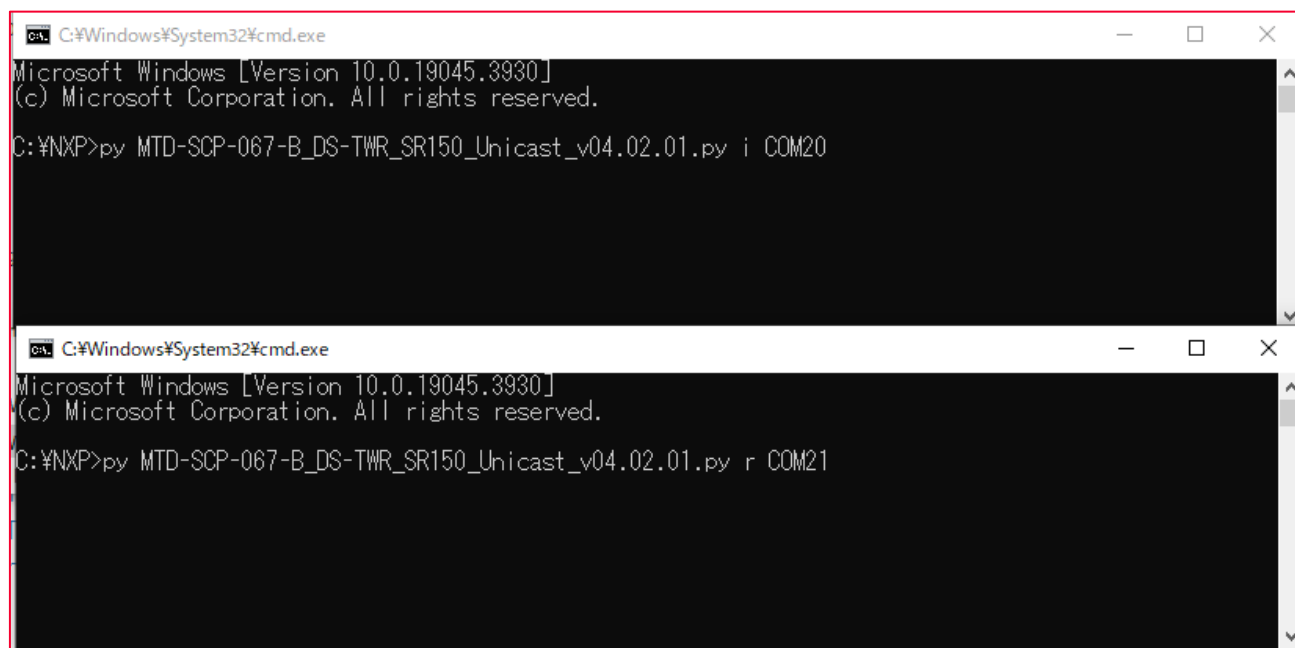 C:¥Windows¥System32¥cmd.exe
Microsoft Windows [Version 10.0.19045.3930]
(c) Microsoft Corporation. All rights reserved.
C:¥NXP>py MTD-SCP-067-B_DS-TWR_SR150_Unicast_v04.02.01.py i COM20
C:¥Windows¥System32¥cmd.exe
Microsoft Windows [Version 10.0.19045.3930]
(c) Microsoft Corporation. All rights reserved.
C:¥NXP>py MTD-SCP-067-B_DS-TWR_SR150_Unicast_v04.02.01.py r COM21